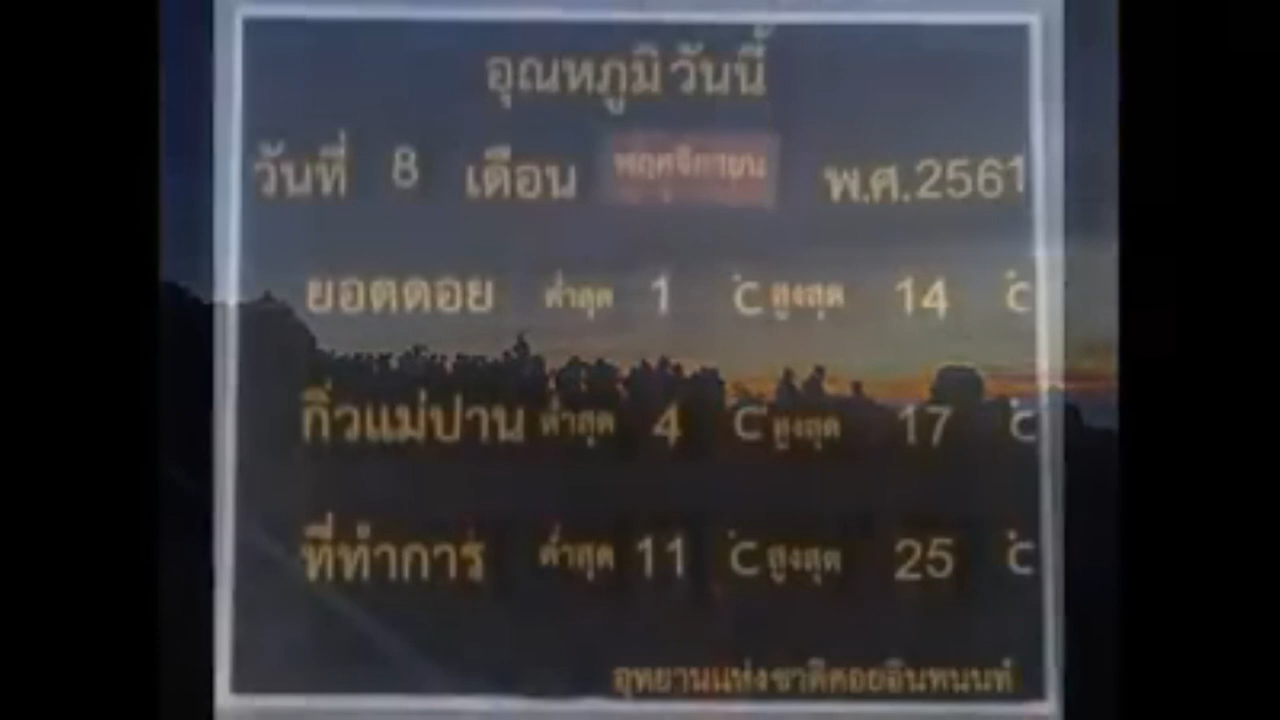 อุณหภูมิวันนี้
วันที่ 8 เดือน พฤศจิกายน พ.ศ.2561
ยอดดอย ต่ำสุด 1 °C สูงสุด 14 °C
กิ่วแม่ปาน ต่ำสุด 4 °C สูงสุด 17 °C
ที่ทำการ ต่ำสุด 11 °C สูงสุด 25 °C
อุทยานแห่งชาติดอยอินทนนท์